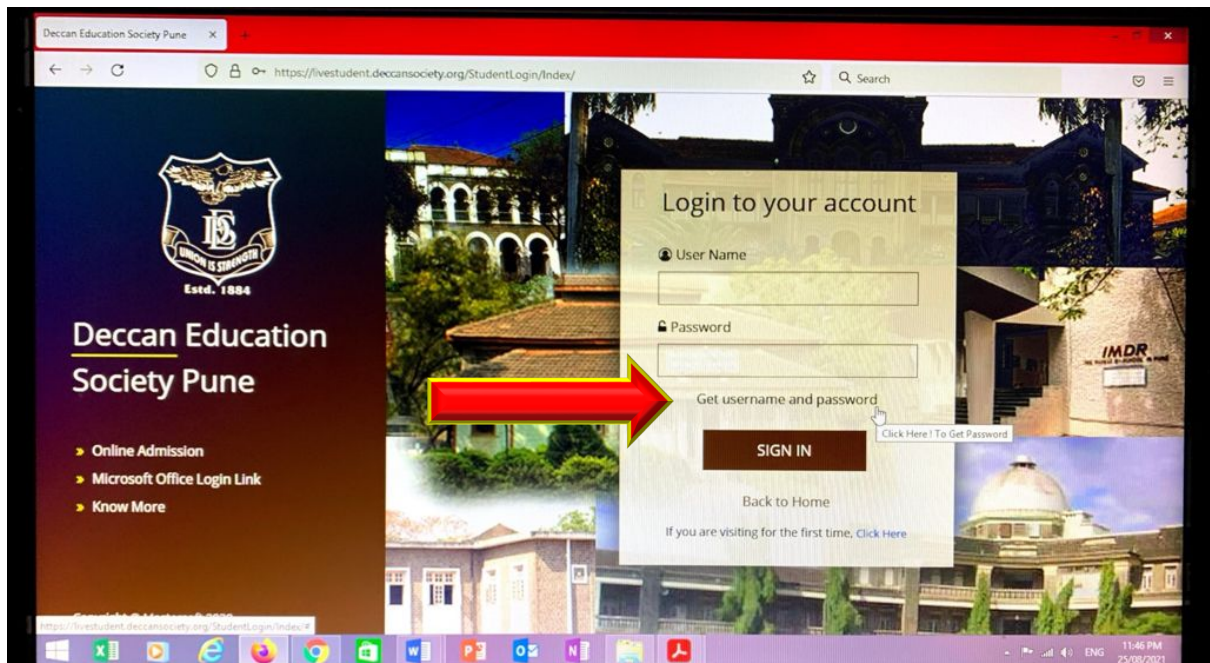 Deccan Education Society Pune
https://livestudent.deccansociety.org/StudentLogin/Index/
Search
UNION IS STRENGTH
Estd. 1884
Deccan Education
Society Pune
» Online Admission
» Microsoft Office Login Link
» Know More
Login to your account
User Name
Password
Get username and password
Click Here ! To Get Password
SIGN IN
Back to Home
If you are visiting for the first time, Click Here
IMDR
https://livestudent.deccansociety.org/StudentLogin/Index/#
ENG
11:46 PM
25/08/2021